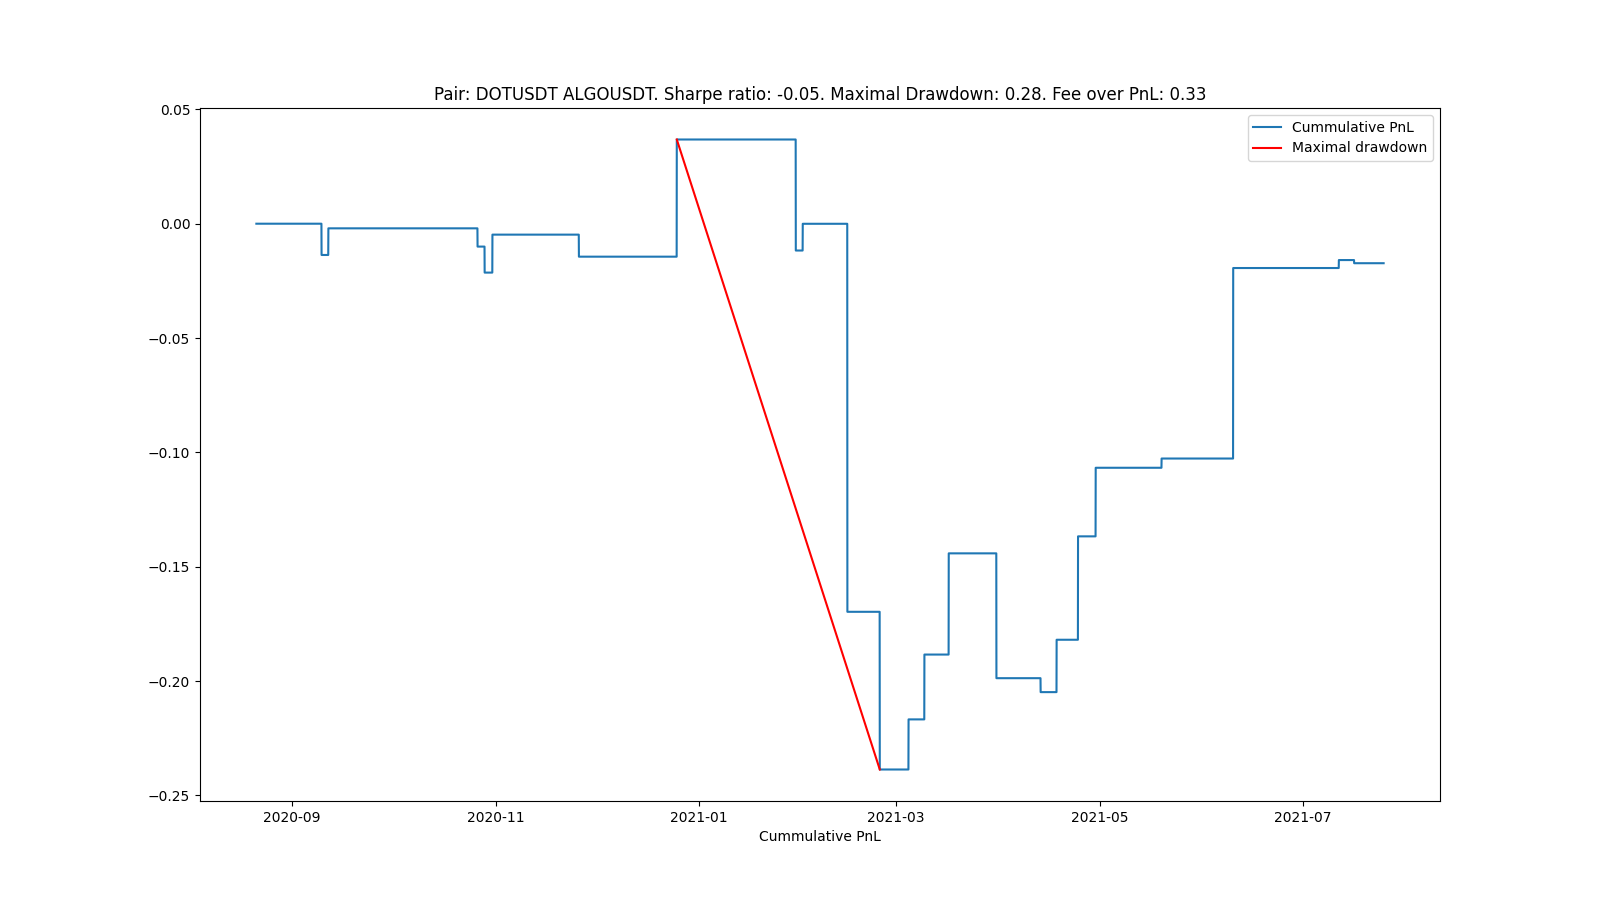 Pair: DOTUSDT ALGOUSDT. Sharpe ratio: -0.05. Maximal Drawdown: 0.28. Fee over PnL: 0.33
Cummulative PnL
Maximal drawdown
0.05
0.00
−0.05
−0.10
−0.15
−0.20
−0.25
2020-09 2020-11 2021-01 2021-03 2021-05 2021-07
Cummulative PnL